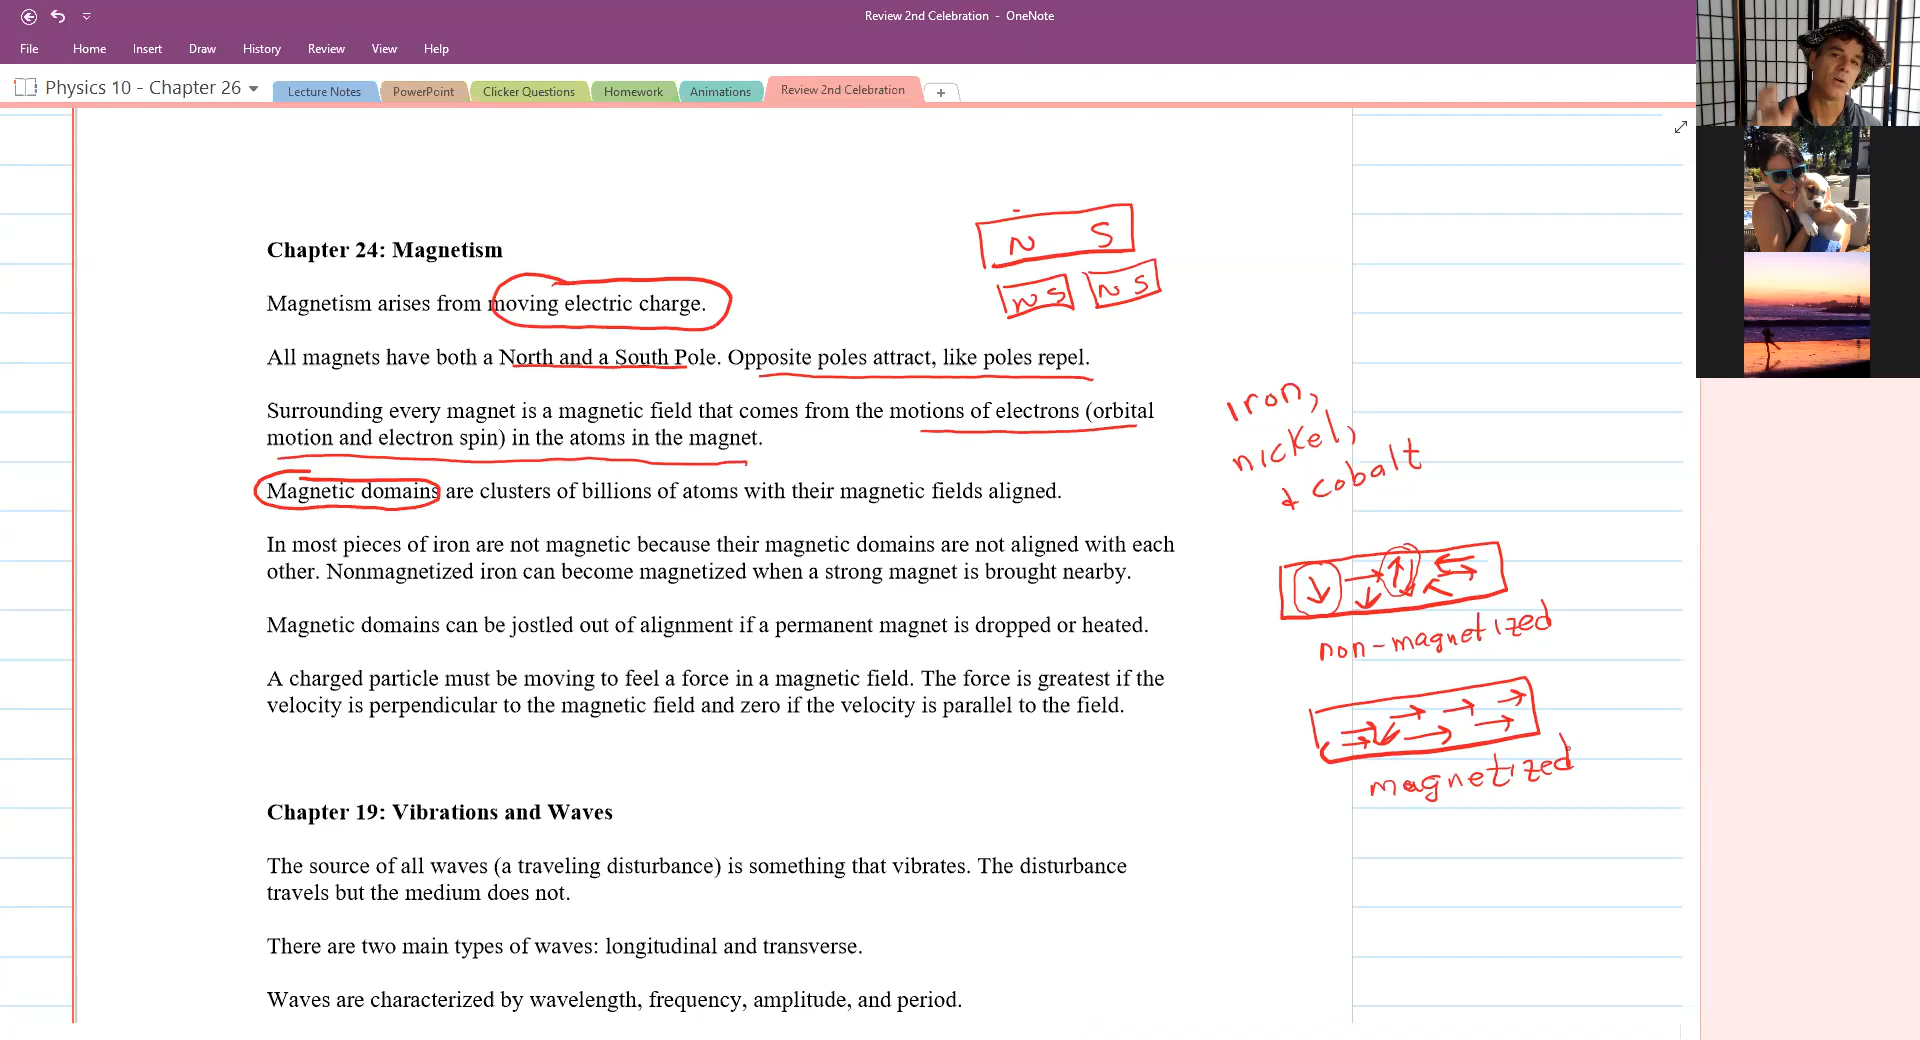 Review 2nd Celebration - OneNote
File Home Insert Draw History Review View Help
Physics 10 - Chapter 26 Lecture Notes PowerPoint Clicker Questions Homework Animations Review 2nd Celebration +
N S
N S N S
Chapter 24: Magnetism
Magnetism arises from moving electric charge.
All magnets have both a North and a South Pole. Opposite poles attract, like poles repel.
Surrounding every magnet is a magnetic field that comes from the motions of electrons (orbital
motion and electron spin) in the atoms in the magnet.
Magnetic domains are clusters of billions of atoms with their magnetic fields aligned.
In most pieces of iron are not magnetic because their magnetic domains are not aligned with each
other. Nonmagnetized iron can become magnetized when a strong magnet is brought nearby.
Magnetic domains can be jostled out of alignment if a permanent magnet is dropped or heated.
A charged particle must be moving to feel a force in a magnetic field. The force is greatest if the
velocity is perpendicular to the magnetic field and zero if the velocity is parallel to the field.
iron,
nickel,
& cobalt
non-magnetized
magnetized
Chapter 19: Vibrations and Waves
The source of all waves (a traveling disturbance) is something that vibrates. The disturbance
travels but the medium does not.
There are two main types of waves: longitudinal and transverse.
Waves are characterized by wavelength, frequency, amplitude, and period.